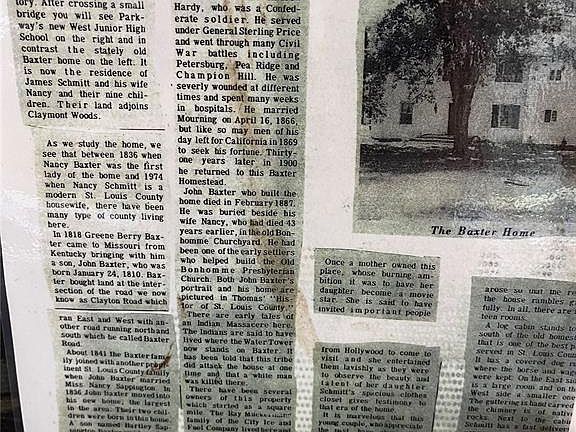 tory. After crossing a small
bridge you will see Park-
way's new West Junior High
School on the right and in
contrast the stately old
Baxter home on the left. It
is now the residence of
James Schmitt and his wife
Nancy and their nine chil-
dren. Their land adjoins
Claymont Woods.
As we study the home, we
see that between 1836 when
Nancy Baxter was the first
lady of the home and 1974
when Nancy Schmitt is a
modern St. Louis County
housewife, there have been
many type of county living
here.
In 1818 Greene Berry Bax-
ter came to Missouri from
Kentucky bringing with him
a son, John Baxter, who was
born January 24, 1810. Bax-
ter bought land at the inter-
section of the road we now
know as Clayton Road which
ran East and West with an-
other road running north and
south which he called Baxter
Road.
About 1841 the Baxter fam
ily joined with another
inent St. Louis County family
when John Baxter married
Miss Nancy Sappington. In
1836 John Baxter moved into
his new home, the largest
in the area. Their two chil
dren were born in this home.
A son named Hartley
Hardy, who was a Confed-
erate soldier. He served
under General Sterling Price
and went through many Civil
War battles including
Petersburg, Pea Ridge and
Champion Hill. He was
severly wounded at different
times and spent many weeks
in hospitals. He married
Mourning on April 16, 1866,
but like so may men of his
day left for California in 1869
to seek his fortune. Thirty-
one years later in 1900
he returned to this Baxter
Homestead.
John Baxter who built the
home died in February 1887.
He was buried beside his
wife Nancy, who had died 43
years earlier, in the old Bon-
homme Churchyard. He had
been one of the early settlers
who helped build the Old
Bonhomme Presbyterian
Church. Both John Baxter's
portrait and his home are
pictured in Thomas' "His-
tor of St. Louis County."
There are early tales of
an Indian Massacre here.
The Indians are said to have
lived where the Water Tower
now stands on Baxter. It
has been told that this tribe
did attack the house at one
time and that a while man
was killed there.
There have been several
owners of this property
which started as a square
mile. The Ray
family of the City Ice and
Fuel Company lived here and
The Baxter Home
Once a mother owned this
place, whose burning am-
bition it was to have her
daughter become a movie
star. She is said to have
invited important people
from Hollywood to come to
visit and she entertained
them lavishly as they were
to observe the beauty and
talent of her daughter.
Schmitt's spacious clothes
closet gives testimony to
that era of the home.
It is marvelous that this
young couple, who appreciate
arose so that the
the house rambles
fully. In all, there are
teen rooms.
A log cabin stands to
south of the old home
that is one of the best
served in St. Louis Count
was a covered dog
where the horse and
were kept. On the East
is a large room and on
West side a smaller one
raftering is hand carved
the chimney is of
rocks. Next to the cabin